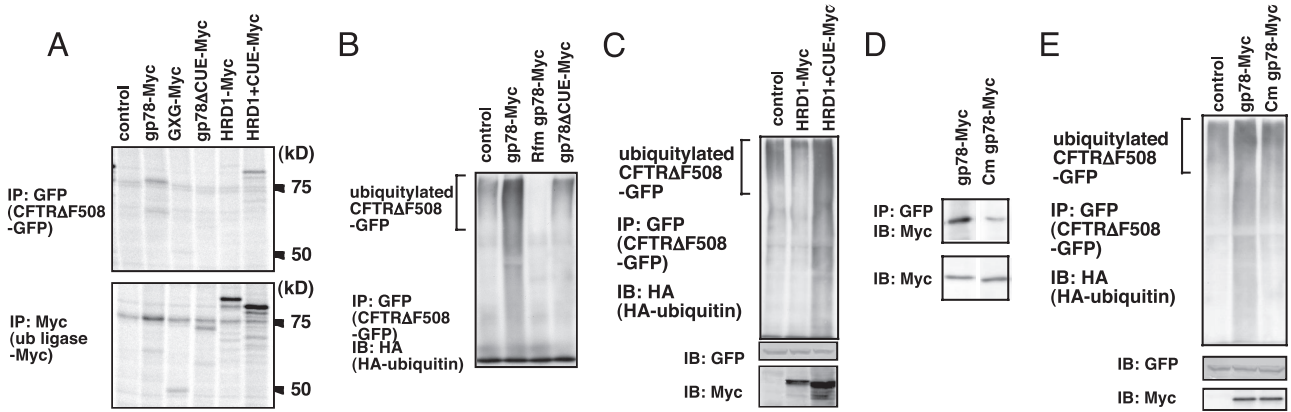 A
control
gp78-Myc
GXG-Myc
gp78ΔCUE-Myc
HRD1-Myc
HRD1+CUE-Myc
(kD)
75
50
IP: GFP
(CFTRΔF508
-GFP)
(kD)
75
50
IP: Myc
(ub ligase
-Myc)
B
control
gp78-Myc
Rfm gp78-Myc
gp78ΔCUE-Myc
ubiquitylated
CFTRΔF508
-GFP
IP: GFP
(CFTRΔF508
-GFP)
IB: HA
(HA-ubiquitin)
C
control
HRD1-Myc
HRD1+CUE-Myc
ubiquitylated
CFTRΔF508
-GFP
IP: GFP
(CFTRΔF508
-GFP)
IB: HA
(HA-ubiquitin)
IB: GFP
IB: Myc
D
gp78-Myc
Cm gp78-Myc
IP: GFP
IB: Myc
IB: Myc
E
control
gp78-Myc
Cm gp78-Myc
ubiquitylated
CFTRΔF508
-GFP
IP: GFP
(CFTRΔF508
-GFP)
IB: HA
(HA-ubiquitin)
IB: GFP
IB: Myc